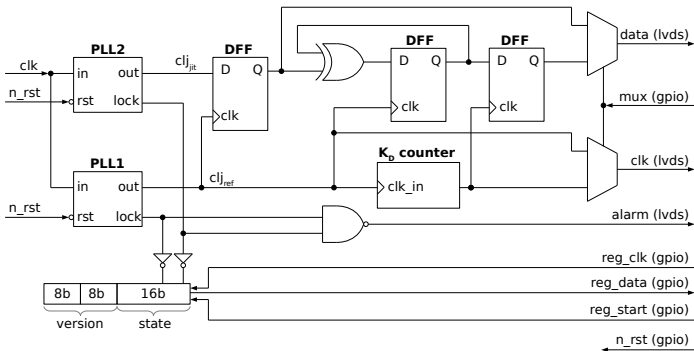 PLL2
DFF
DFF
DFF
data (lvds)
clk
in
out
clj_jit
D
Q
D
Q
D
Q
n_rst
rst
lock
clk
clk
clk
mux (gpio)
PLL1
K_D counter
clk (lvds)
in
out
clj_ref
clk_in
n_rst
rst
lock
alarm (lvds)
reg_clk (gpio)
8b
8b
16b
reg_data (gpio)
version
state
reg_start (gpio)
n_rst (gpio)